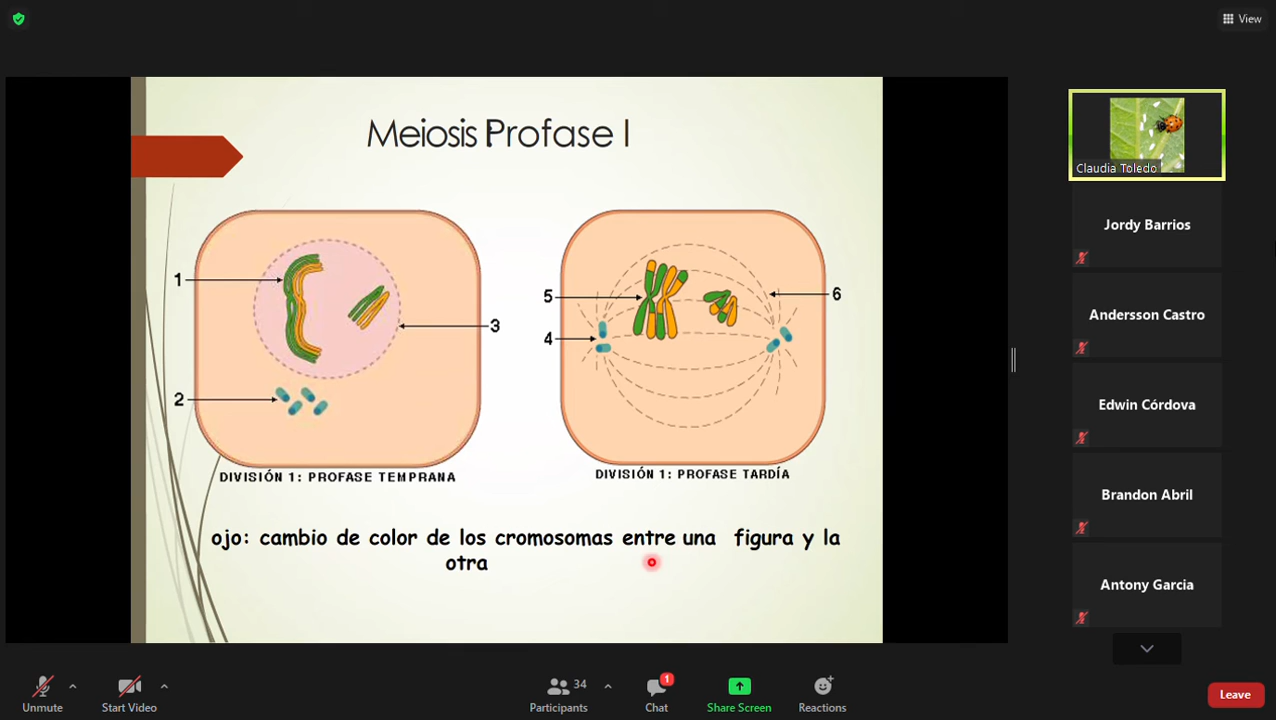 View
Meiosis Profase I
1
2
3
5
4
6
DIVISIÓN 1: PROFASE TEMPRANA
DIVISIÓN 1: PROFASE TARDÍA
ojo: cambio de color de los cromosomas entre una figura y la
otra
Claudia Toledo
Jordy Barrios
Andersson Castro
Edwin Córdova
Brandon Abril
Antony Garcia
Unmute
Start Video
34
Participants
1
Chat
Share Screen
Reactions
Leave